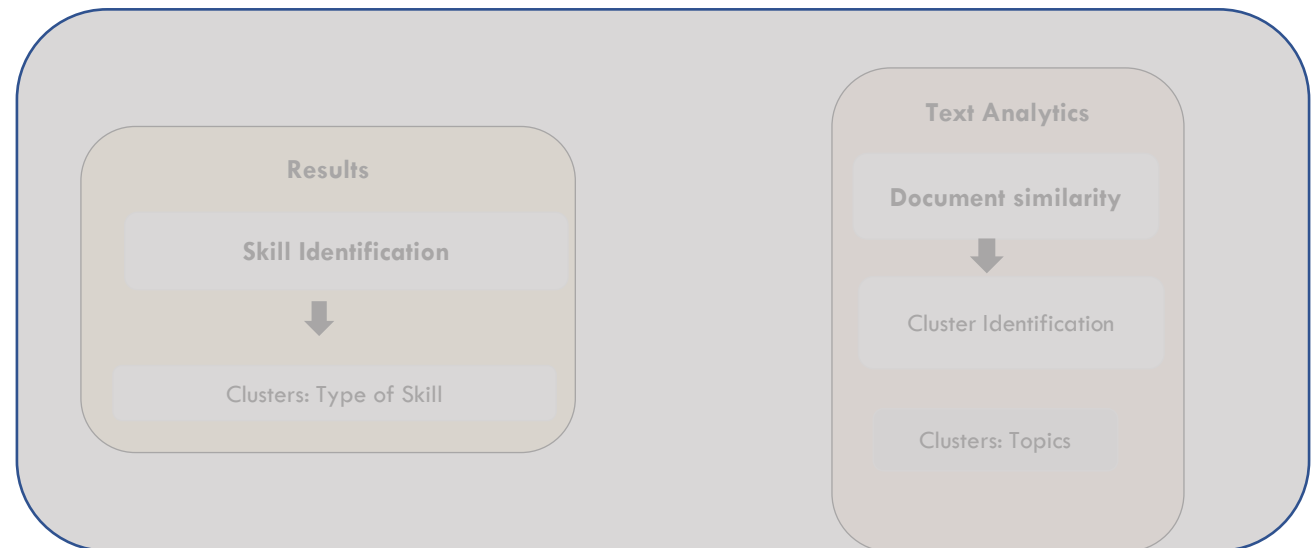 Results
Skill Identification
Clusters: Type of Skill
Text Analytics
Document similarity
Cluster Identification
Clusters: Topics